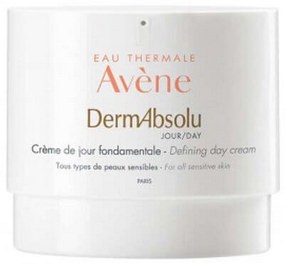 EAU THERMALE
Avène
DermAbsolu
JOUR/DAY
Crème de jour fondamentale - Defining day cream
Tous types de peaux sensibles - For all sensitive skin
PARIS